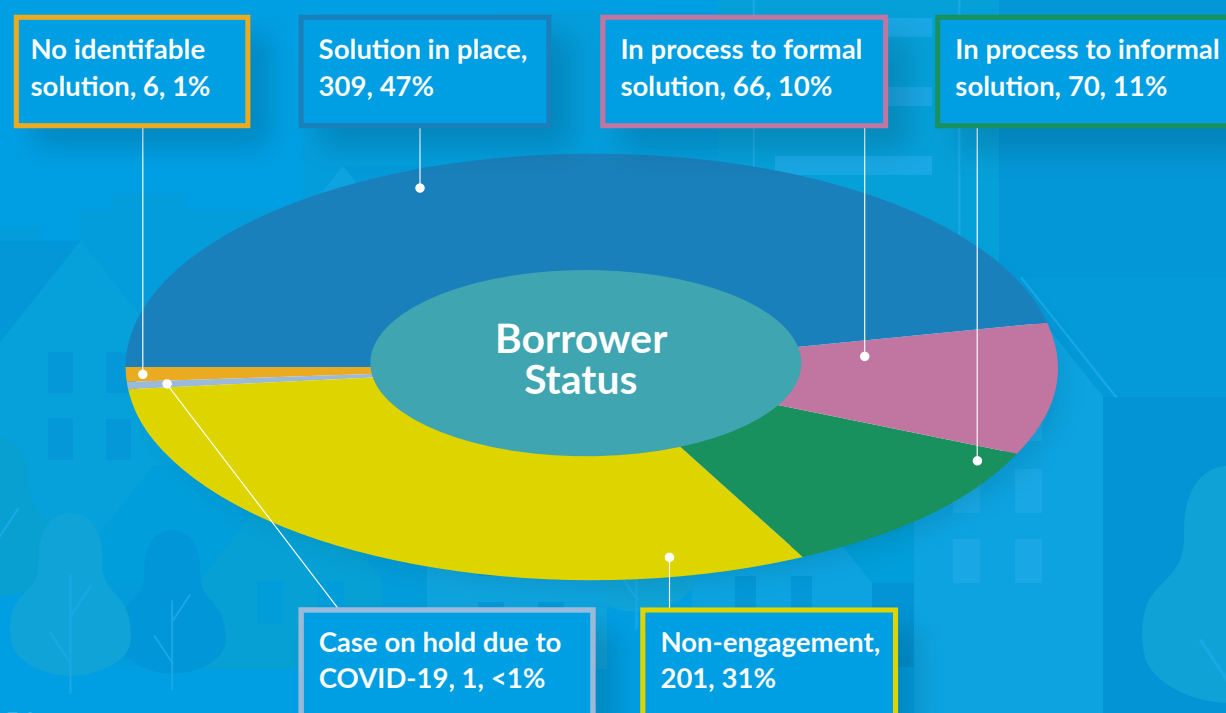 No identifable
solution, 6, 1%
Solution in place,
309, 47%
In process to formal
solution, 66, 10%
In process to informal
solution, 70, 11%
Borrower
Status
Case on hold due to
COVID-19, 1, <1%
Non-engagement,
201, 31%